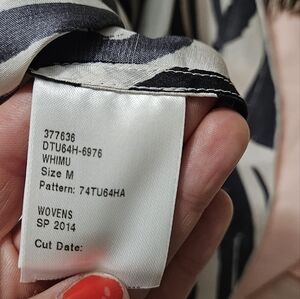 377636
DTU64H-6976
WHIMU
Size M
Pattern: 74TU64HA
WOVENS
SP 2014
Cut Date: